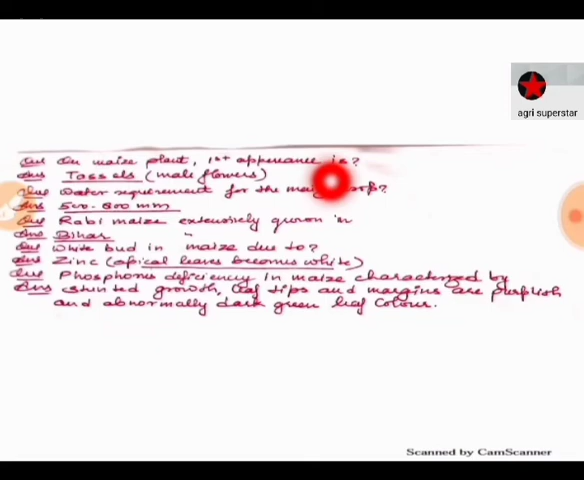 agri superstar
Que In maize plant, 1st apperance is?
Ans Tassels (male flowers)
Que Water requirement for the maize crop?
Ans 500-800 mm
Que Rabi maize extensively grown in
Ans Bihar "
Que White bud in maize due to?
Ans Zinc (apical leaves becomes white)
Que Phosphorus deficiency in maize characterized by
Ans stunted growth, leaf tips and margins are purplish
and abnormally dark green leaf colour.
Scanned by CamScanner